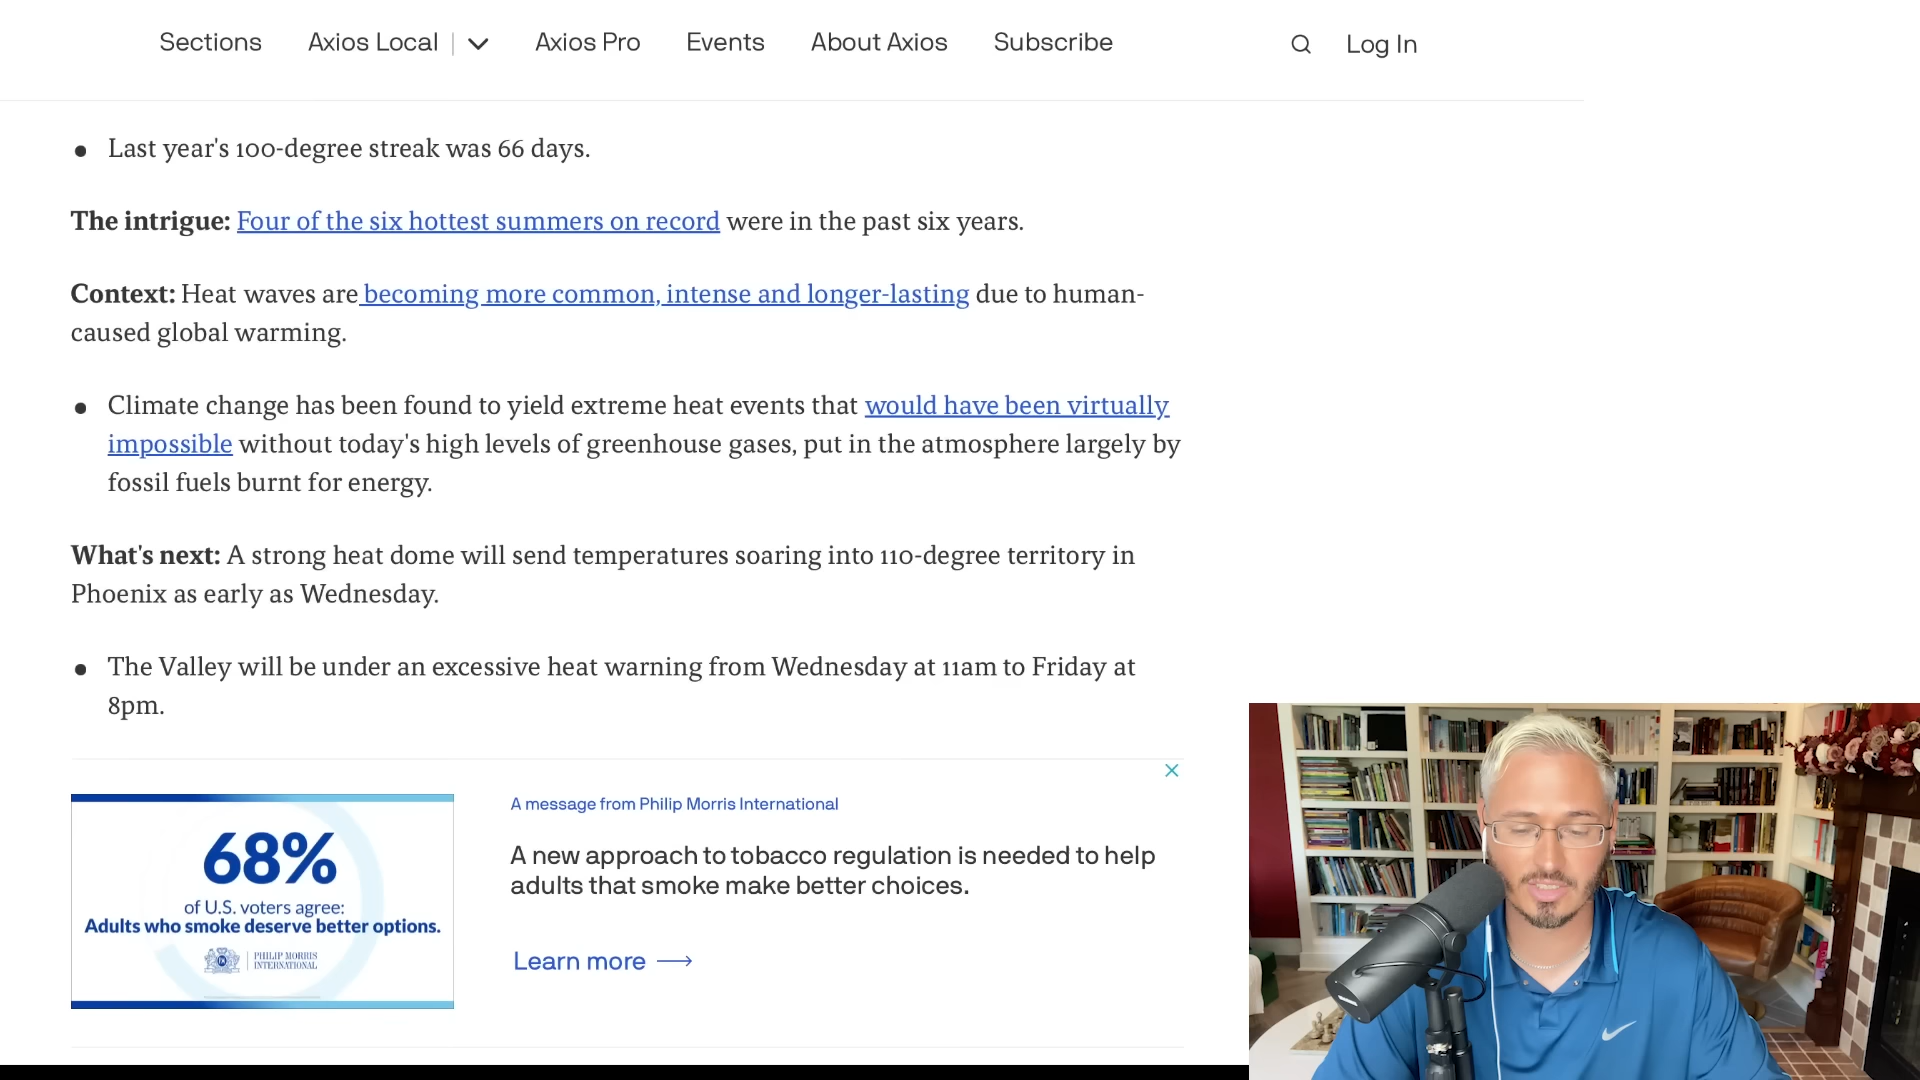 Sections Axios Local Axios Pro Events About Axios Subscribe Log In
• Last year's 100-degree streak was 66 days.
The intrigue: Four of the six hottest summers on record were in the past six years.
Context: Heat waves are becoming more common, intense and longer-lasting due to human-
caused global warming.
• Climate change has been found to yield extreme heat events that would have been virtually
impossible without today's high levels of greenhouse gases, put in the atmosphere largely by
fossil fuels burnt for energy.
What's next: A strong heat dome will send temperatures soaring into 110-degree territory in
Phoenix as early as Wednesday.
• The Valley will be under an excessive heat warning from Wednesday at 11am to Friday at
8pm.
68%
of U.S. voters agree:
Adults who smoke deserve better options.
PHILIP MORRIS
INTERNATIONAL
A message from Philip Morris International
A new approach to tobacco regulation is needed to help
adults that smoke make better choices.
Learn more